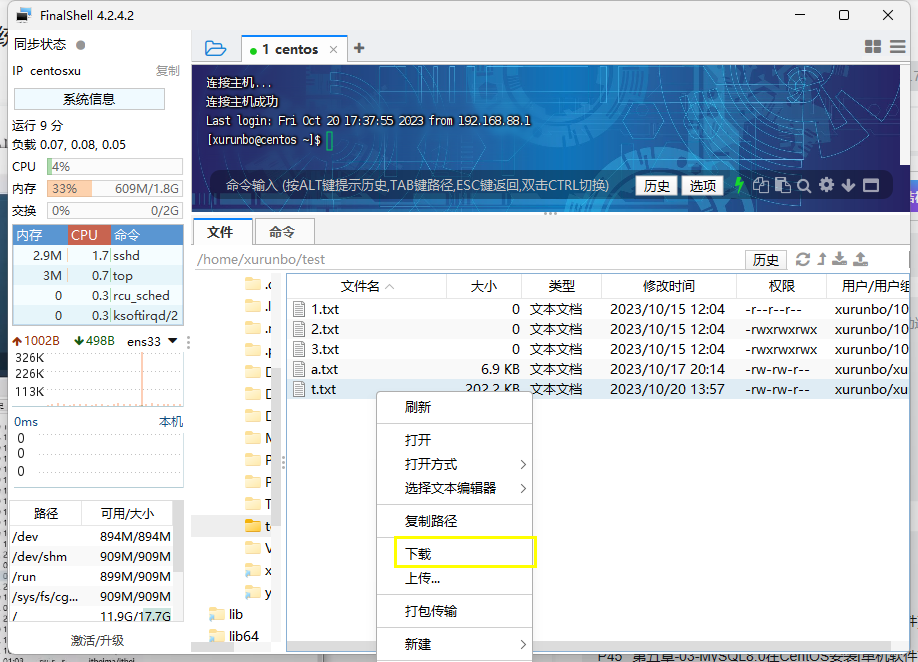 FinalShell 4.2.4.2
同步状态
IP centosxu
复制
系统信息
运行 9 分
负载 0.07, 0.08, 0.05
CPU 4%
内存 33% 609M/1.8G
交换 0% 0/2G
内存 CPU 命令
2.9M 1.7 sshd
3M 0.7 top
0 0.3 rcu_sched
0 0.3 ksoftirqd/2
1002B 498B ens33
326K
226K
113K
0ms 本机
0
0
0
路径 可用/大小
/dev 894M/894M
/dev/shm 909M/909M
/run 899M/909M
/sys/fs/cg... 909M/909M
/ 11.9G/17.7G
激活/升级
1 centos
连接主机...
连接主机成功
Last login: Fri Oct 20 17:37:55 2023 from 192.168.88.1
[xurunbo@centos ~]$
命令输入 (按ALT键提示历史,TAB键路径,ESC键返回,双击CTRL切换)
历史
选项
文件
命令
/home/xurunbo/test
历史
文件名 大小 类型 修改时间 权限 用户/用户组
1.txt 0 文本文档 2023/10/15 12:04 -r--r--r-- xurunbo/10
2.txt 0 文本文档 2023/10/15 12:04 -rwxrwxrwx xurunbo/10
3.txt 0 文本文档 2023/10/15 12:04 -rwxrwxrwx xurunbo/10
a.txt 6.9 KB 文本文档 2023/10/17 20:14 -rw-rw-r-- xurunbo/xu
t.txt 202.2 KB 文本文档 2023/10/20 13:57 -rw-rw-r-- xurunbo/xu
lib
lib64
刷新
打开
打开方式
选择文本编辑器
复制路径
下载
上传...
打包传输
新建
P45 第五章-03-MySQL8.0在CentOS安装[单机软件